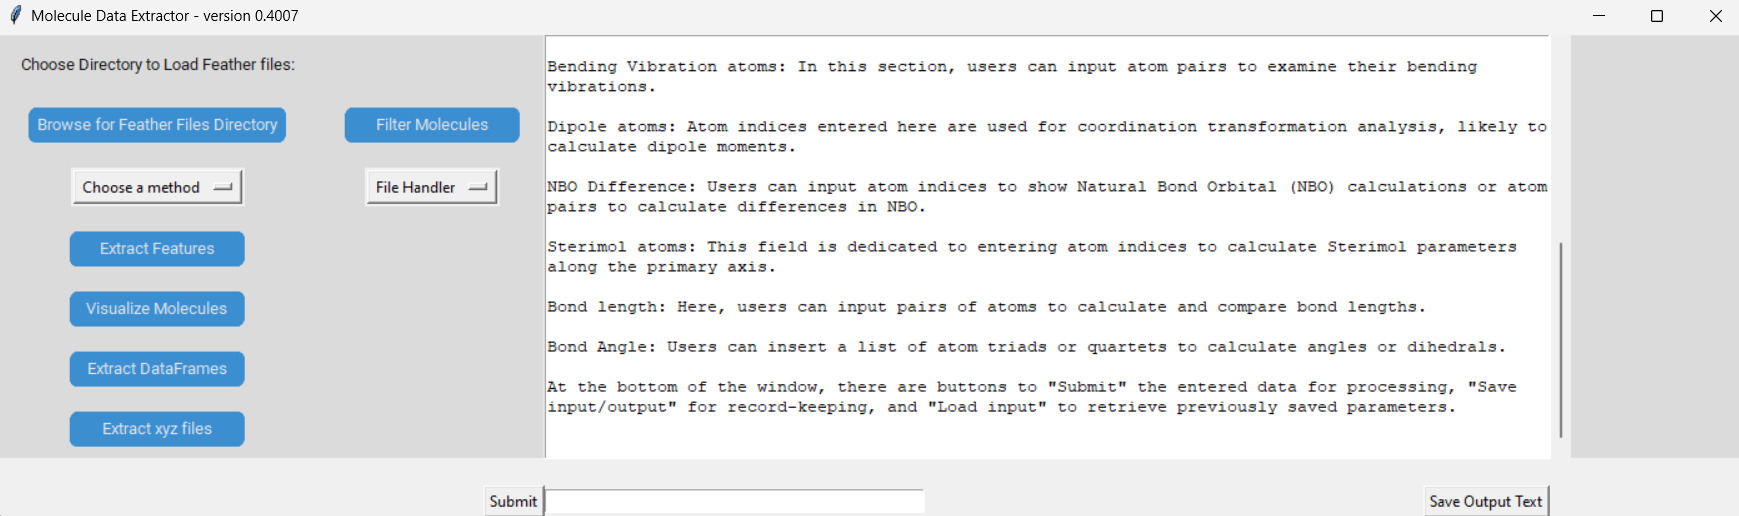 Molecule Data Extractor - version 0.4007
Choose Directory to Load Feather files:
Browse for Feather Files Directory
Filter Molecules
Choose a method
File Handler
Extract Features
Visualize Molecules
Extract DataFrames
Extract xyz files
Bending Vibration atoms: In this section, users can input atom pairs to examine their bending
vibrations.
Dipole atoms: Atom indices entered here are used for coordination transformation analysis, likely to
calculate dipole moments.
NBO Difference: Users can input atom indices to show Natural Bond Orbital (NBO) calculations or atom
pairs to calculate differences in NBO.
Sterimol atoms: This field is dedicated to entering atom indices to calculate Sterimol parameters
along the primary axis.
Bond length: Here, users can input pairs of atoms to calculate and compare bond lengths.
Bond Angle: Users can insert a list of atom triads or quartets to calculate angles or dihedrals.
At the bottom of the window, there are buttons to "Submit" the entered data for processing, "Save
input/output" for record-keeping, and "Load input" to retrieve previously saved parameters.
Submit
Save Output Text